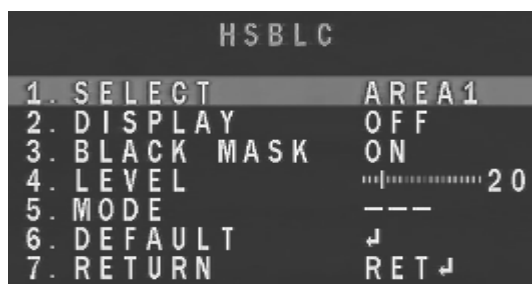 HSBLC
1. SELECT AREA1
2. DISPLAY OFF
3. BLACK MASK ON
4. LEVEL 20
5. MODE ---
6. DEFAULT ↲
7. RETURN RET↲